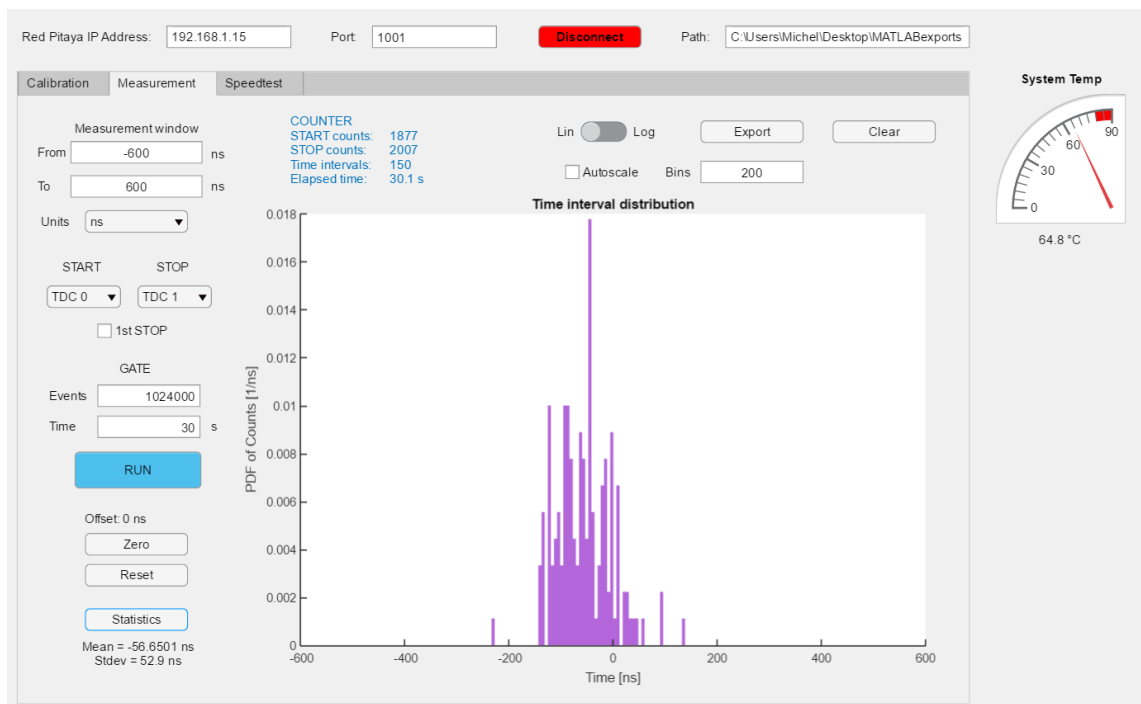 Red Pitaya IP Address: 192.168.1.15 Port: 1001 Disconnect Path: C:\Users\Michel\Desktop\MATLABexports
Calibration Measurement Speedtest
System Temp
0 30 60 90
64.8 °C
Measurement window
From -600 ns
To 600 ns
Units ns
START STOP
TDC 0 TDC 1
1st STOP
GATE
Events 1024000
Time 30 s
RUN
Offset: 0 ns
Zero
Reset
Statistics
Mean = -56.6501 ns
Stdev = 52.9 ns
COUNTER
START counts: 1877
STOP counts: 2007
Time intervals: 150
Elapsed time: 30.1 s
Lin Log Export Clear
Autoscale Bins 200
Time interval distribution
PDF of Counts [1/ns]
0.018
0.016
0.014
0.012
0.01
0.008
0.006
0.004
0.002
0
-600 -400 -200 0 200 400 600
Time [ns]